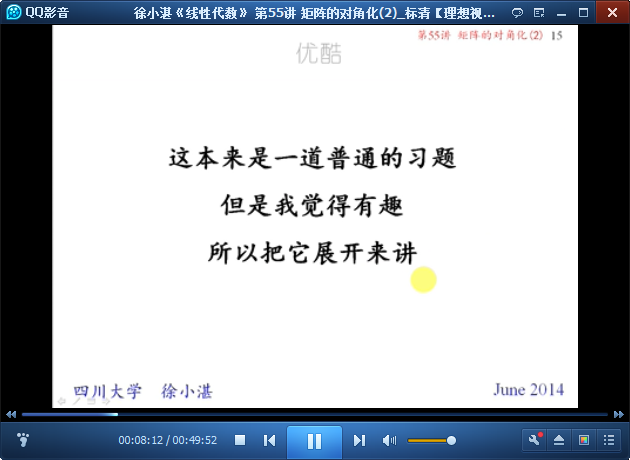 QQ影音
徐小湛《线性代数》 第55讲 矩阵的对角化(2)_标清【理想视...
第55讲 矩阵的对角化(2) 15
优酷
这本来是一道普通的习题
但是我觉得有趣
所以把它展开来讲
四川大学 徐小湛
June 2014
00:08:12 / 00:49:52